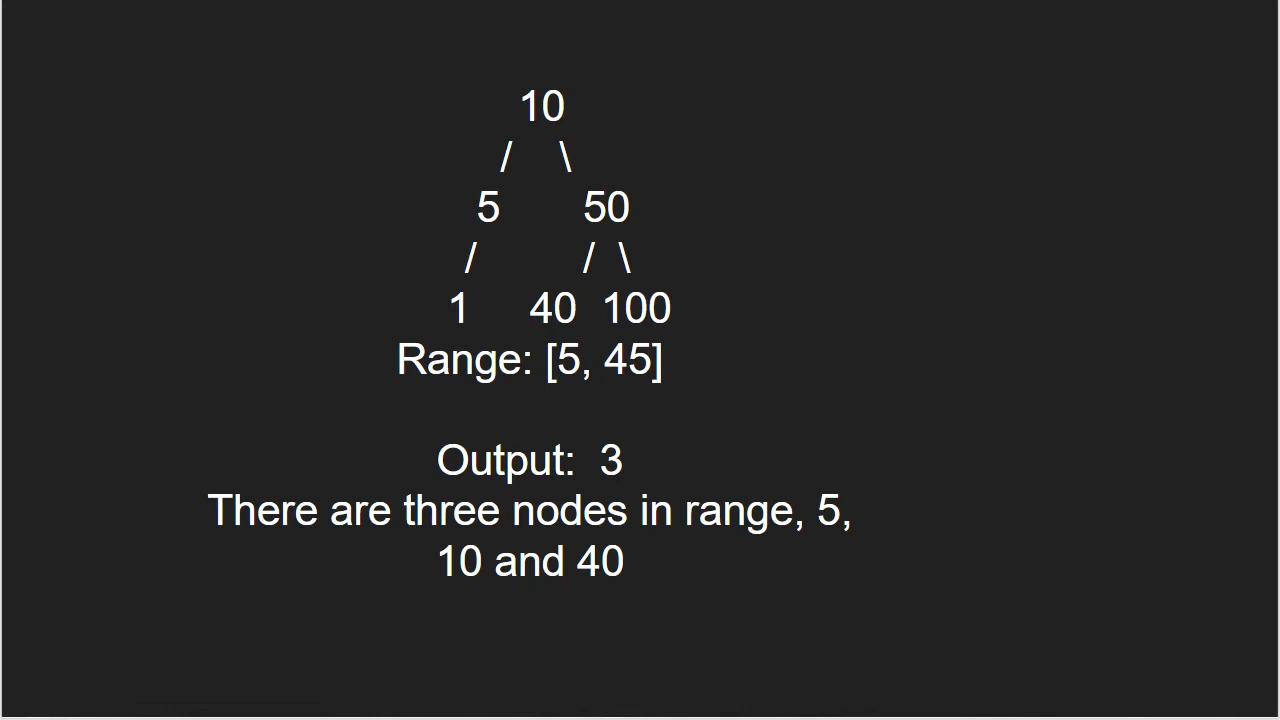 10
/ \
5 50
/ / \
1 40 100
Range: [5, 45]
Output: 3
There are three nodes in range, 5,
10 and 40